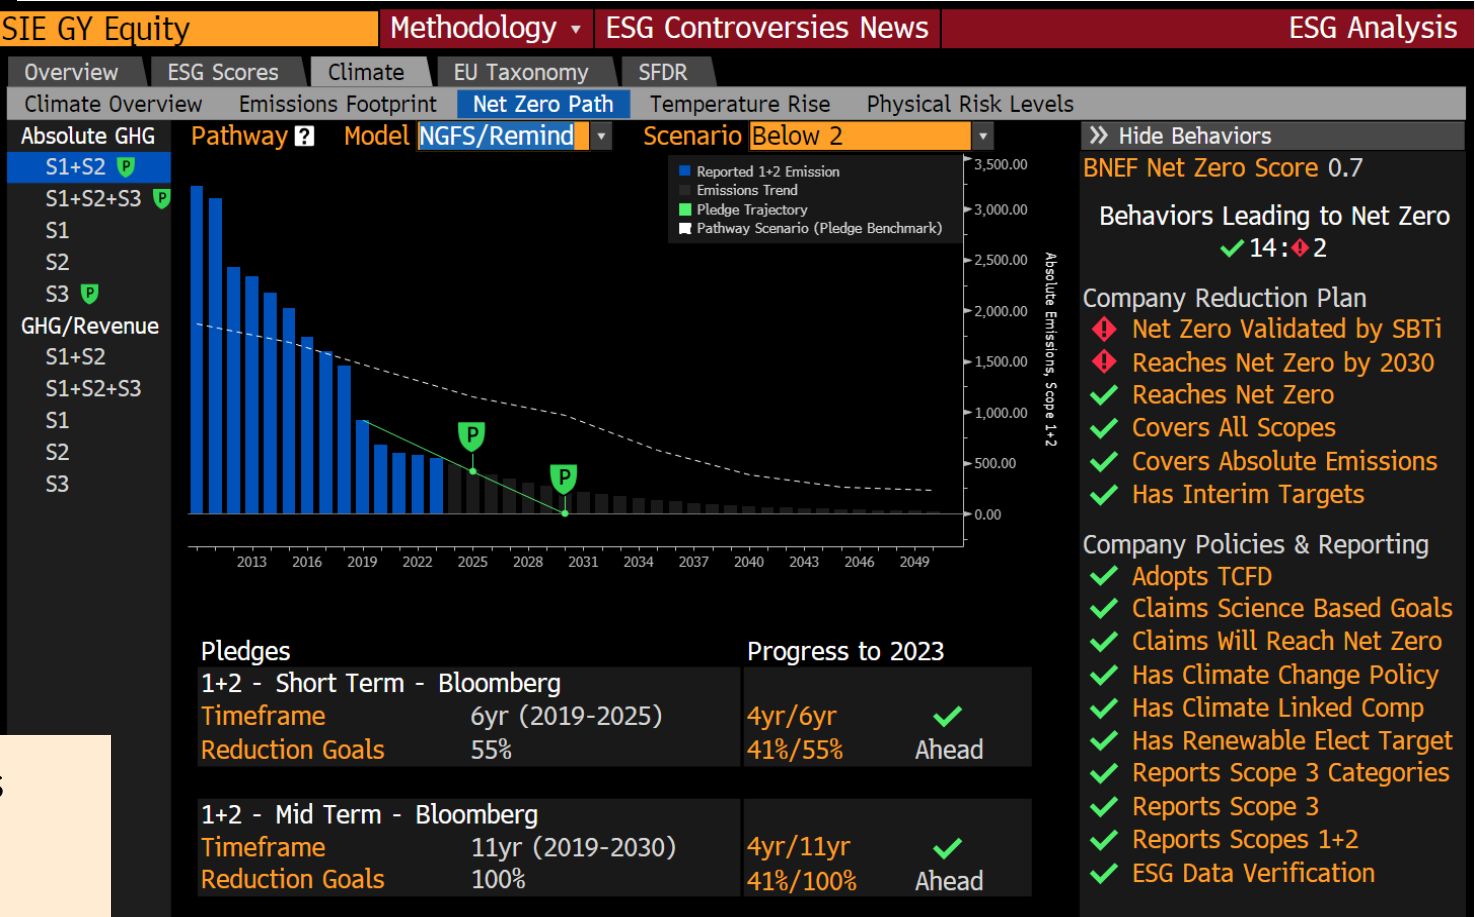 SIE GY Equity Methodology ESG Controversies News ESG Analysis
Overview ESG Scores Climate EU Taxonomy SFDR
Climate Overview Emissions Footprint Net Zero Path Temperature Rise Physical Risk Levels
Absolute GHG
S1+S2 P
S1+S2+S3 P
S1
S2
S3 P
GHG/Revenue
S1+S2
S1+S2+S3
S1
S2
S3
Pathway ? Model NGFS/Remind Scenario Below 2
Reported 1+2 Emission
Emissions Trend
Pledge Trajectory
Pathway Scenario (Pledge Benchmark)
3,500.00
3,000.00
2,500.00
2,000.00
1,500.00
1,000.00
500.00
0.00
Absolute Emissions, Scope 1+2
P
P
2013 2016 2019 2022 2025 2028 2031 2034 2037 2040 2043 2046 2049
Pledges Progress to 2023
1+2 - Short Term - Bloomberg
Timeframe 6yr (2019-2025) 4yr/6yr
Reduction Goals 55% 41%/55% Ahead
1+2 - Mid Term - Bloomberg
Timeframe 11yr (2019-2030) 4yr/11yr
Reduction Goals 100% 41%/100% Ahead
» Hide Behaviors
BNEF Net Zero Score 0.7
Behaviors Leading to Net Zero
14:2
Company Reduction Plan
Net Zero Validated by SBTi
Reaches Net Zero by 2030
Reaches Net Zero
Covers All Scopes
Covers Absolute Emissions
Has Interim Targets
Company Policies & Reporting
Adopts TCFD
Claims Science Based Goals
Claims Will Reach Net Zero
Has Climate Change Policy
Has Climate Linked Comp
Has Renewable Elect Target
Reports Scope 3 Categories
Reports Scope 3
Reports Scopes 1+2
ESG Data Verification